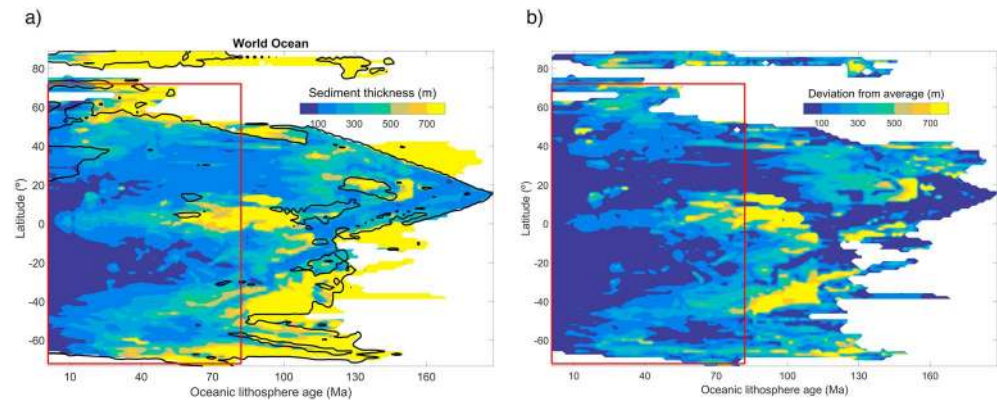 a)
World Ocean
Sediment thickness (m)
100 300 500 700
80
60
40
20
0
-20
-40
-60
Latitude (º)
10 40 70 100 130 160
Oceanic lithosphere age (Ma)
b)
Deviation from average (m)
100 300 500 700
80
60
40
20
0
-20
-40
-60
Latitude (º)
10 40 70 100 130 160
Oceanic lithosphere age (Ma)